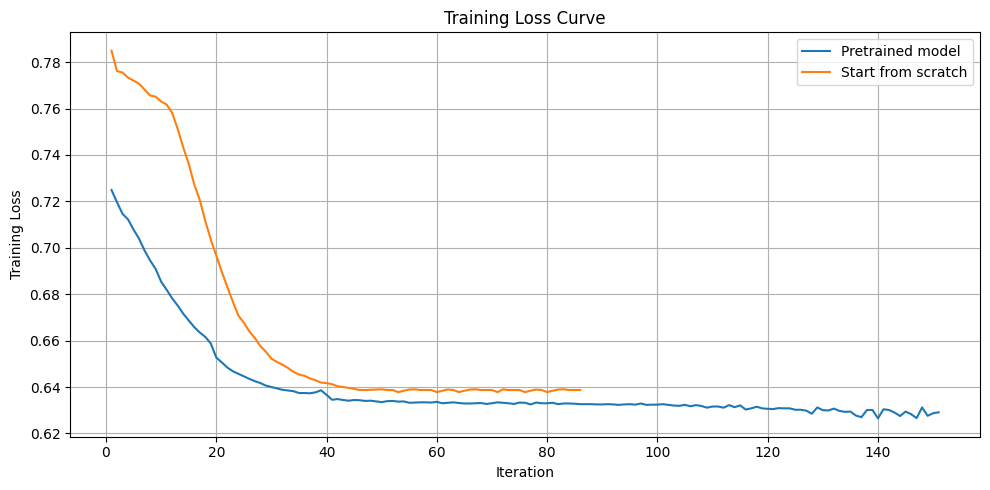 Training Loss Curve
Pretrained model
Start from scratch
0.78
0.76
0.74
0.72
0.70
0.68
0.66
0.64
0.62
Training Loss
0 20 40 60 80 100 120 140
Iteration